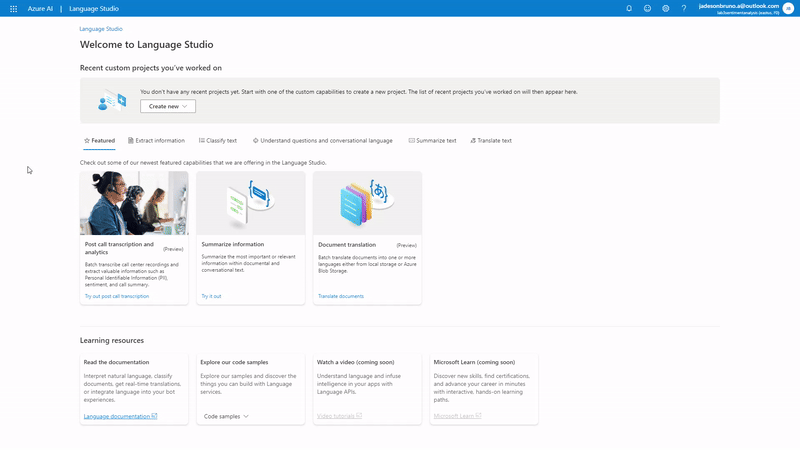 Azure AI | Language Studio
jadesonbruno.a@outlook.com
JB
Language Studio
Welcome to Language Studio
Recent custom projects you've worked on
You don't have any recent projects yet. Start with one of the custom capabilities to create a new project. The list of recent projects you've worked on will then appear here.
Create new
Featured
Extract information
Classify text
Understand questions and conversational language
Summarize text
Translate text
Check out some of our newest featured capabilities that we are offering in the Language Studio.
Post call transcription and
analytics
(Preview)
Batch transcribe call center recordings and
extract valuable information such as
Personal Identifiable Information (PII),
sentiment, and call summary.
Try out post call transcription
Summarize information
Summarize the most important or relevant
information within documental and
conversational text.
Try it out
Document translation
(Preview)
Batch translate documents into one or more
languages either from local storage or Azure
Blob Storage.
Translate documents
Learning resources
Read the documentation
Interpret natural language, classify
documents, get real-time translations,
or integrate language into your bot
experiences.
Language documentation
Explore our code samples
Explore our samples and discover the
things you can build with Language
services.
Code samples
Watch a video (coming soon)
Understand language and infuse
intelligence in your apps with
Language APIs.
Video tutorials
Microsoft Learn (coming soon)
Discover new skills, find certifications,
and advance your career in minutes
with interactive, hands-on learning
paths.
Microsoft Learn